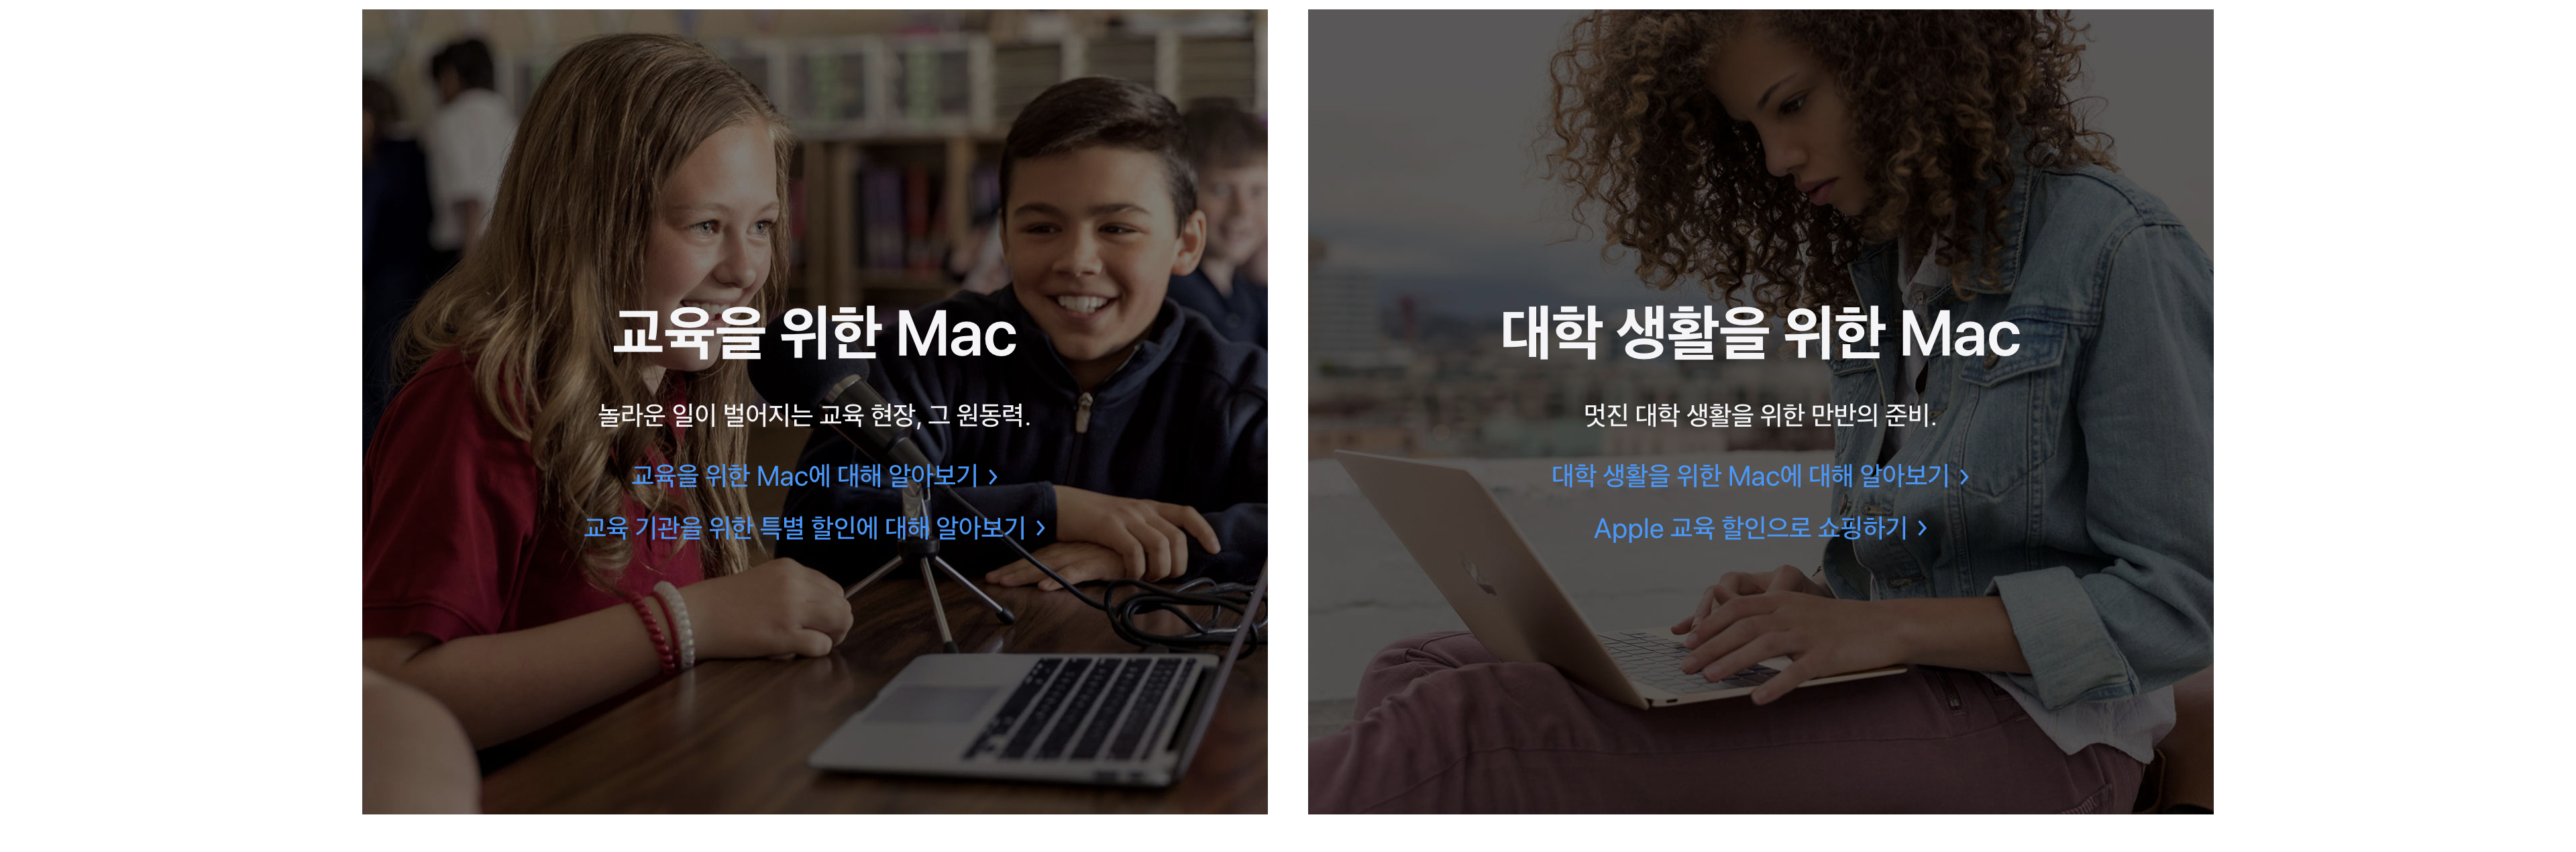 교육을 위한 Mac
놀라운 일이 벌어지는 교육 현장, 그 원동력.
교육을 위한 Mac에 대해 알아보기 >
교육 기관을 위한 특별 할인에 대해 알아보기 >
대학 생활을 위한 Mac
멋진 대학 생활을 위한 만반의 준비.
대학 생활을 위한 Mac에 대해 알아보기 >
Apple 교육 할인으로 쇼핑하기 >